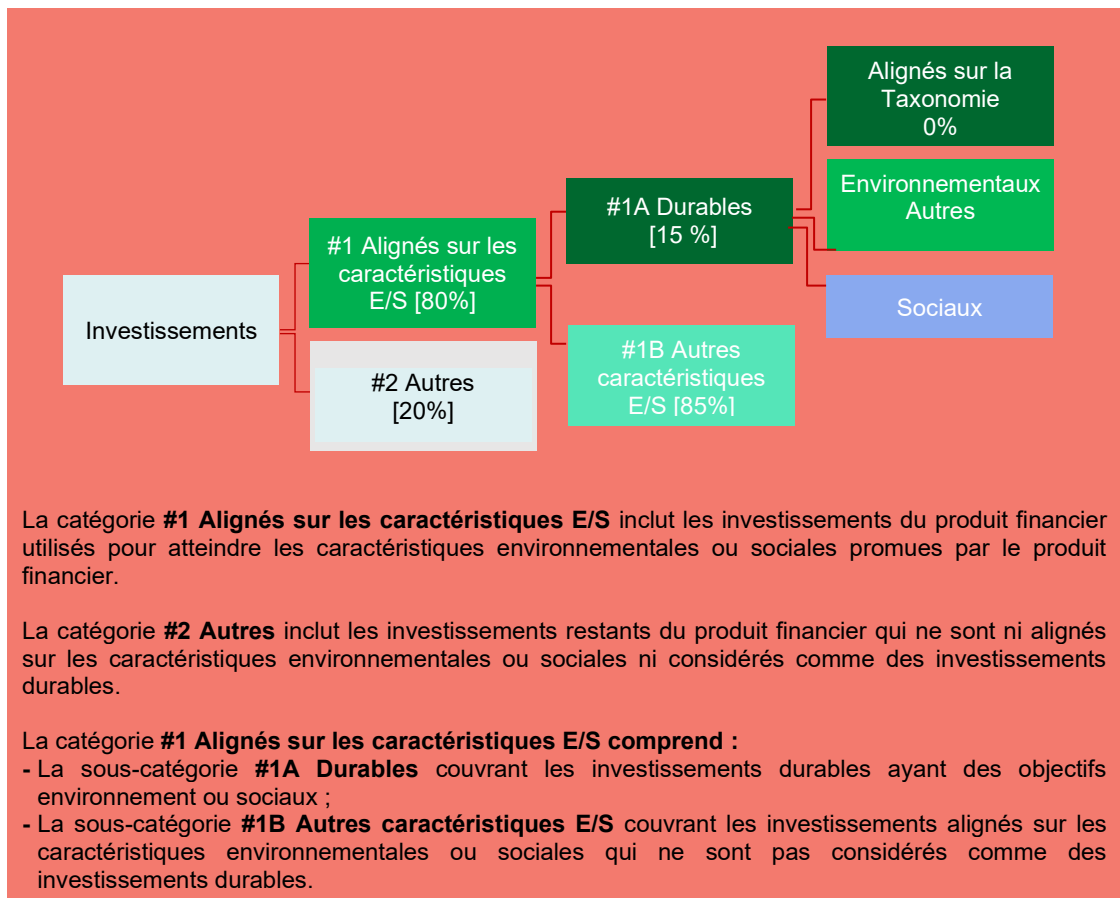 Alignés sur la
Taxonomie
0%
Environnementaux
Autres
#1A Durables
[15 %]
#1 Alignés sur les
caractéristiques
E/S [80%]
Sociaux
Investissements
#1B Autres
caractéristiques
E/S [85%]
#2 Autres
[20%]
La catégorie #1 Alignés sur les caractéristiques E/S inclut les investissements du produit financier
utilisés pour atteindre les caractéristiques environnementales ou sociales promues par le produit
financier.
La catégorie #2 Autres inclut les investissements restants du produit financier qui ne sont ni alignés
sur les caractéristiques environnementales ou sociales ni considérés comme des investissements
durables.
La catégorie #1 Alignés sur les caractéristiques E/S comprend :
- La sous-catégorie #1A Durables couvrant les investissements durables ayant des objectifs
environnement ou sociaux ;
- La sous-catégorie #1B Autres caractéristiques E/S couvrant les investissements alignés sur les
caractéristiques environnementales ou sociales qui ne sont pas considérés comme des
investissements durables.